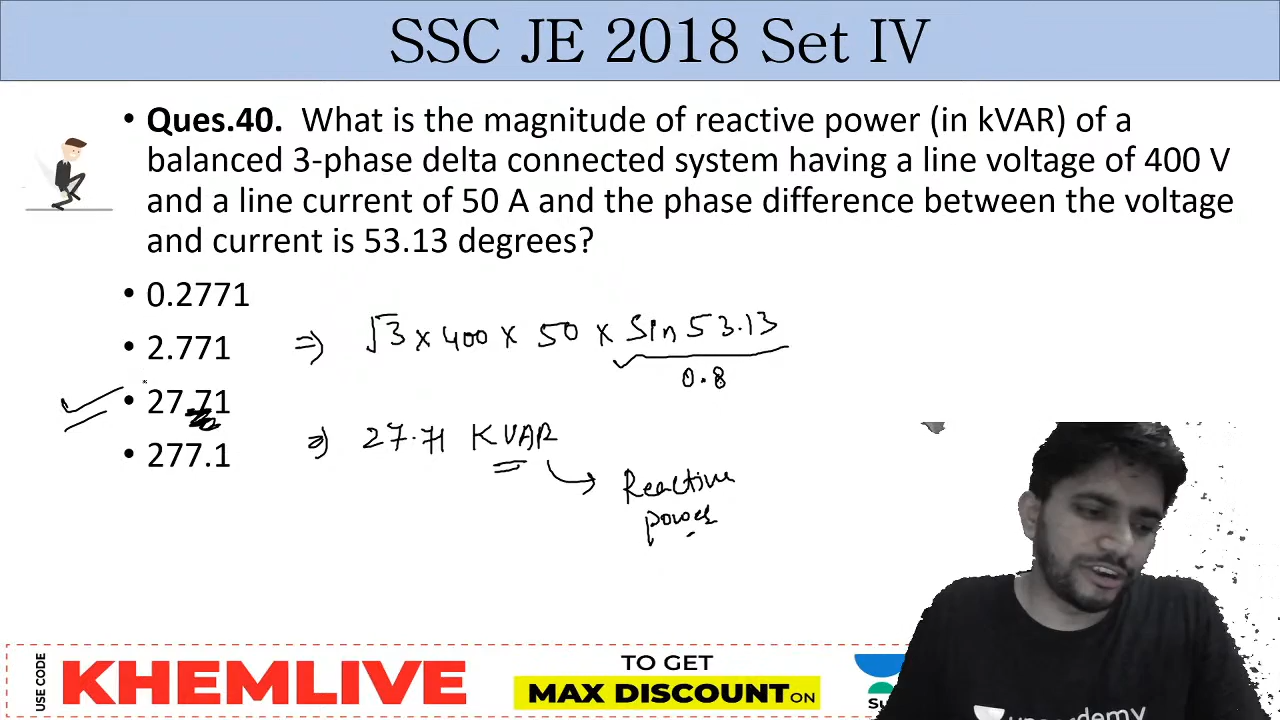 SSC JE 2018 Set IV
• Ques.40. What is the magnitude of reactive power (in kVAR) of a
balanced 3-phase delta connected system having a line voltage of 400 V
and a line current of 50 A and the phase difference between the voltage
and current is 53.13 degrees?
• 0.2771
• 2.771
• 27.71
• 277.1
⇒ √3 × 400 × 50 × Sin 53.13
0.8
⇒ 27.71 KVAR
Reactive
power
USE CODE
KHEMLIVE
TO GET
MAX DISCOUNT ON